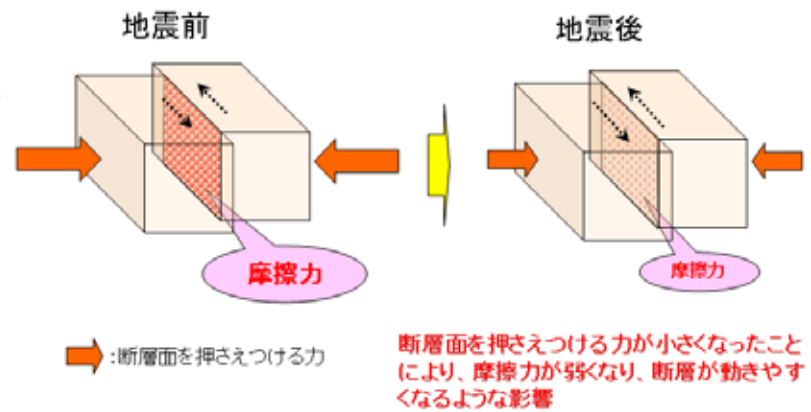 地震前
地震後
摩擦力
摩擦力
:断層面を押さえつける力
断層面を押さえつける力が小さくなったこと
により、摩擦力が弱くなり、断層が動きやす
くなるような影響